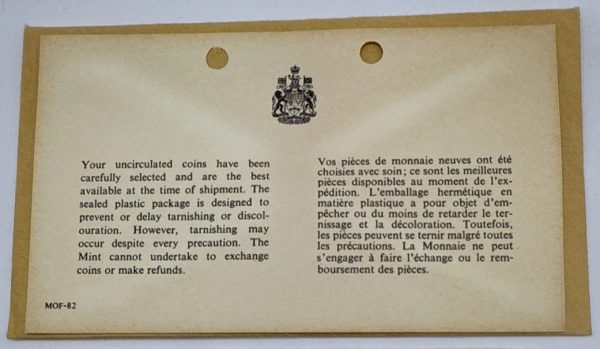 Your uncirculated coins have been
carefully selected and are the best
available at the time of shipment. The
sealed plastic package is designed to
prevent or delay tarnishing or discol-
ouration. However, tarnishing may
occur despite every precaution. The
Mint cannot undertake to exchange
coins or make refunds.
Vos pièces de monnaie neuves ont été
choisies avec soin; ce sont les meilleures
pièces disponibles au moment de l'ex-
pédition. L'emballage hermétique en
matière plastique a pour objet d'em-
pêcher ou du moins de retarder le ter-
nissage et la décoloration. Toutefois,
les pièces peuvent se ternir malgré toutes
les précautions. La Monnaie ne peut
s'engager à faire l'échange ou le rem-
boursement des pièces.
MOF-82